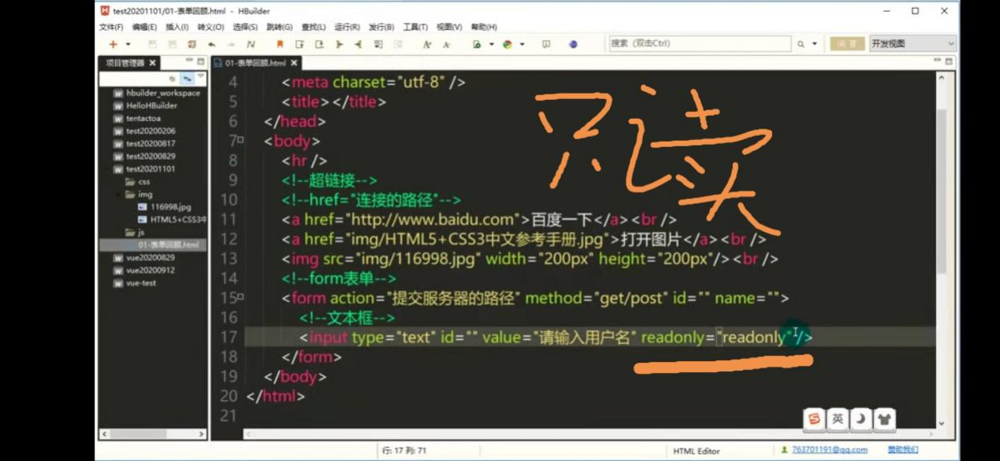 test20201101/01-表单回顾.html - HBuilder
文件(F) 编辑(E) 插入(I) 转义(O) 选择(S) 跳转(G) 查找(L) 运行(R) 发行(B) 工具(T) 视图(V) 帮助(H)
搜索 (双击Ctrl) 问答 开发视图
项目管理器 01-表单回顾.html
hbuilder_workspace
HelloHBuilder
tentactoa
test20200206
test20200817
test20200829
test20201101
css
img
116998.jpg
HTML5+CSS3中
js
01-表单回顾.html
vue20200829
vue20200912
vue-test
4 <meta charset="utf-8" />
5 <title></title>
6 </head>
7 <body>
8 <hr />
9 <!--超链接-->
10 <!--href="连接的路径"-->
11 <a href="http://www.baidu.com">百度一下</a><br />
12 <a href="img/HTML5+CSS3中文参考手册.jpg">打开图片</a><br />
13 <img src="img/116998.jpg" width="200px" height="200px"/><br />
14 <!--form表单-->
15 <form action="提交服务器的路径" method="get/post" id="" name="">
16 <!--文本框-->
17 <input type="text" id="" value="请输入用户名" readonly="readonly"/>
18 </form>
19 </body>
20 </html>
21
只读
英
行: 17 列: 71 HTML Editor 763701191@qq.com 赞助我们